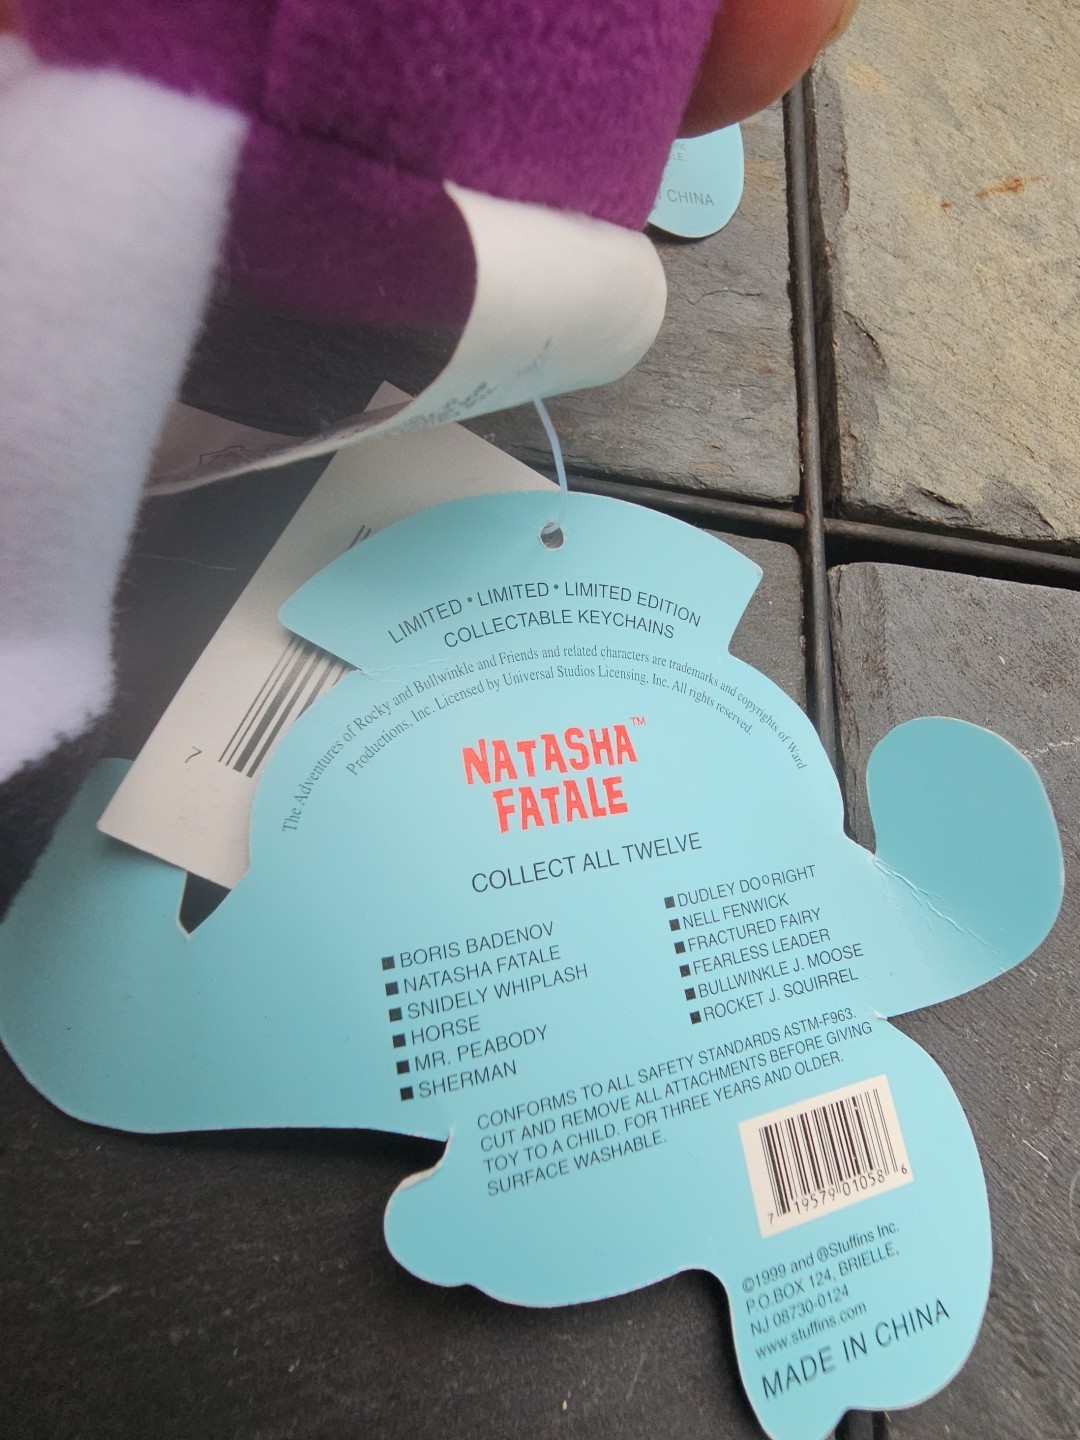 CHINA
LIMITED • LIMITED • LIMITED EDITION
COLLECTABLE KEYCHAINS
The Adventures of Rocky and Bullwinkle and Friends and related characters are trademarks and copyrights of Ward
Productions, Inc. Licensed by Universal Studios Licensing, Inc. All rights reserved.
NATASHA™
FATALE
COLLECT ALL TWELVE
■ BORIS BADENOV
■ NATASHA FATALE
■ SNIDELY WHIPLASH
■ HORSE
■ MR. PEABODY
■ SHERMAN
■ DUDLEY DO°RIGHT
■ NELL FENWICK
■ FRACTURED FAIRY
■ FEARLESS LEADER
■ BULLWINKLE J. MOOSE
■ ROCKET J. SQUIRREL
CONFORMS TO ALL SAFETY STANDARDS ASTM-F963.
CUT AND REMOVE ALL ATTACHMENTS BEFORE GIVING
TOY TO A CHILD. FOR THREE YEARS AND OLDER.
SURFACE WASHABLE.
7 19579 01058 6
©1999 and ®Stuffins Inc.
P.O.BOX 124, BRIELLE,
NJ 08730-0124
www.stuffins.com
MADE IN CHINA
7